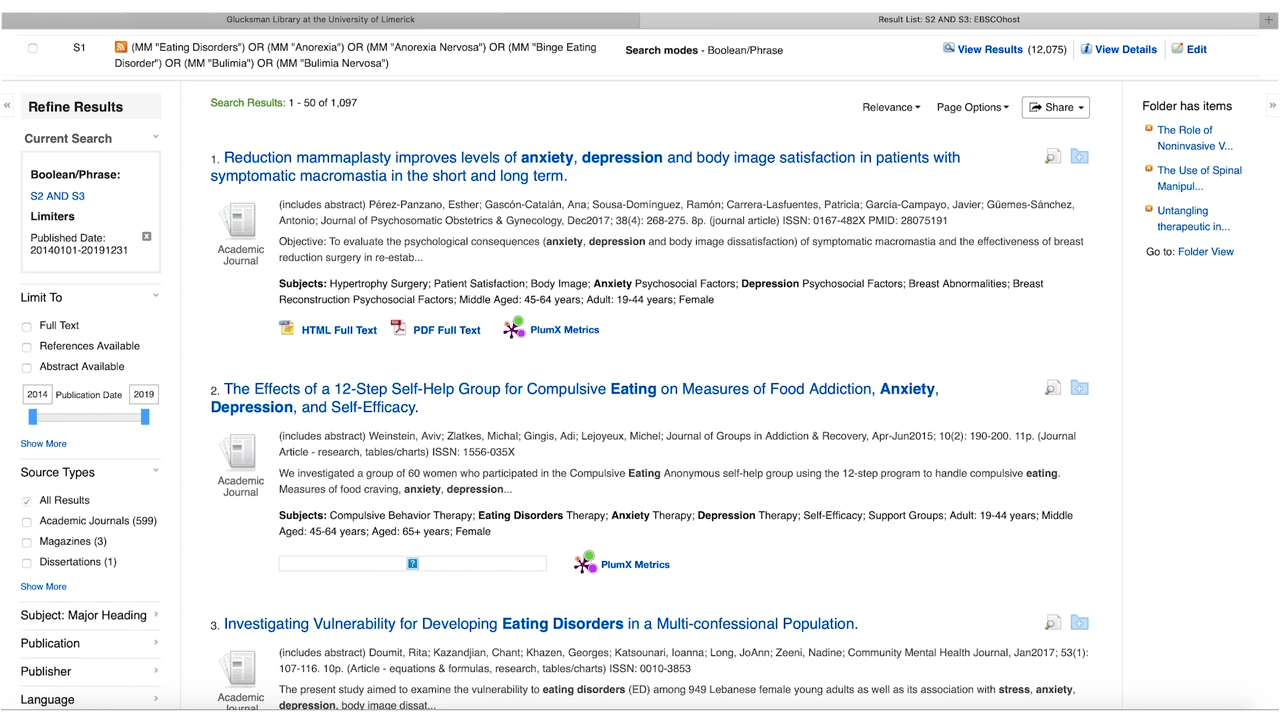 Glucksman Library at the University of Limerick
Result List: S2 AND S3: EBSCOhost
S1
(MM "Eating Disorders") OR (MM "Anorexia") OR (MM "Anorexia Nervosa") OR (MM "Binge Eating
Disorder") OR (MM "Bulimia") OR (MM "Bulimia Nervosa")
Search modes - Boolean/Phrase
View Results (12,075)
View Details
Edit
Refine Results
Current Search
Boolean/Phrase:
S2 AND S3
Limiters
Published Date:
20140101-20191231
Limit To
Full Text
References Available
Abstract Available
2014 Publication Date 2019
Show More
Source Types
All Results
Academic Journals (599)
Magazines (3)
Dissertations (1)
Show More
Subject: Major Heading
Publication
Publisher
Language
Search Results: 1 - 50 of 1,097
Relevance
Page Options
Share
1. Reduction mammaplasty improves levels of anxiety, depression and body image satisfaction in patients with
symptomatic macromastia in the short and long term.
Academic
Journal
(includes abstract) Pérez-Panzano, Esther; Gascón-Catalán, Ana; Sousa-Domínguez, Ramón; Carrera-Lasfuentes, Patricia; García-Campayo, Javier; Güemes-Sánchez,
Antonio; Journal of Psychosomatic Obstetrics & Gynecology, Dec2017; 38(4): 268-275. 8p. (journal article) ISSN: 0167-482X PMID: 28075191
Objective: To evaluate the psychological consequences (anxiety, depression and body image dissatisfaction) of symptomatic macromastia and the effectiveness of breast
reduction surgery in re-estab...
Subjects: Hypertrophy Surgery; Patient Satisfaction; Body Image; Anxiety Psychosocial Factors; Depression Psychosocial Factors; Breast Abnormalities; Breast
Reconstruction Psychosocial Factors; Middle Aged: 45-64 years; Adult: 19-44 years; Female
HTML Full Text
PDF Full Text
PlumX Metrics
2. The Effects of a 12-Step Self-Help Group for Compulsive Eating on Measures of Food Addiction, Anxiety,
Depression, and Self-Efficacy.
Academic
Journal
(includes abstract) Weinstein, Aviv; Zlatkes, Michal; Gingis, Adi; Lejoyeux, Michel; Journal of Groups in Addiction & Recovery, Apr-Jun2015; 10(2): 190-200. 11p. (Journal
Article - research, tables/charts) ISSN: 1556-035X
We investigated a group of 60 women who participated in the Compulsive Eating Anonymous self-help group using the 12-step program to handle compulsive eating.
Measures of food craving, anxiety, depression...
Subjects: Compulsive Behavior Therapy; Eating Disorders Therapy; Anxiety Therapy; Depression Therapy; Self-Efficacy; Support Groups; Adult: 19-44 years; Middle
Aged: 45-64 years; Aged: 65+ years; Female
?
PlumX Metrics
3. Investigating Vulnerability for Developing Eating Disorders in a Multi-confessional Population.
Academic
Journal
(includes abstract) Doumit, Rita; Kazandjian, Chant; Khazen, Georges; Katsounari, Ioanna; Long, JoAnn; Zeeni, Nadine; Community Mental Health Journal, Jan2017; 53(1):
107-116. 10p. (Article - equations & formulas, research, tables/charts) ISSN: 0010-3853
The present study aimed to examine the vulnerability to eating disorders (ED) among 949 Lebanese female young adults as well as its association with stress, anxiety,
depression, body image dissat...
Folder has items
The Role of
Noninvasive V...
The Use of Spinal
Manipul...
Untangling
therapeutic in...
Go to: Folder View